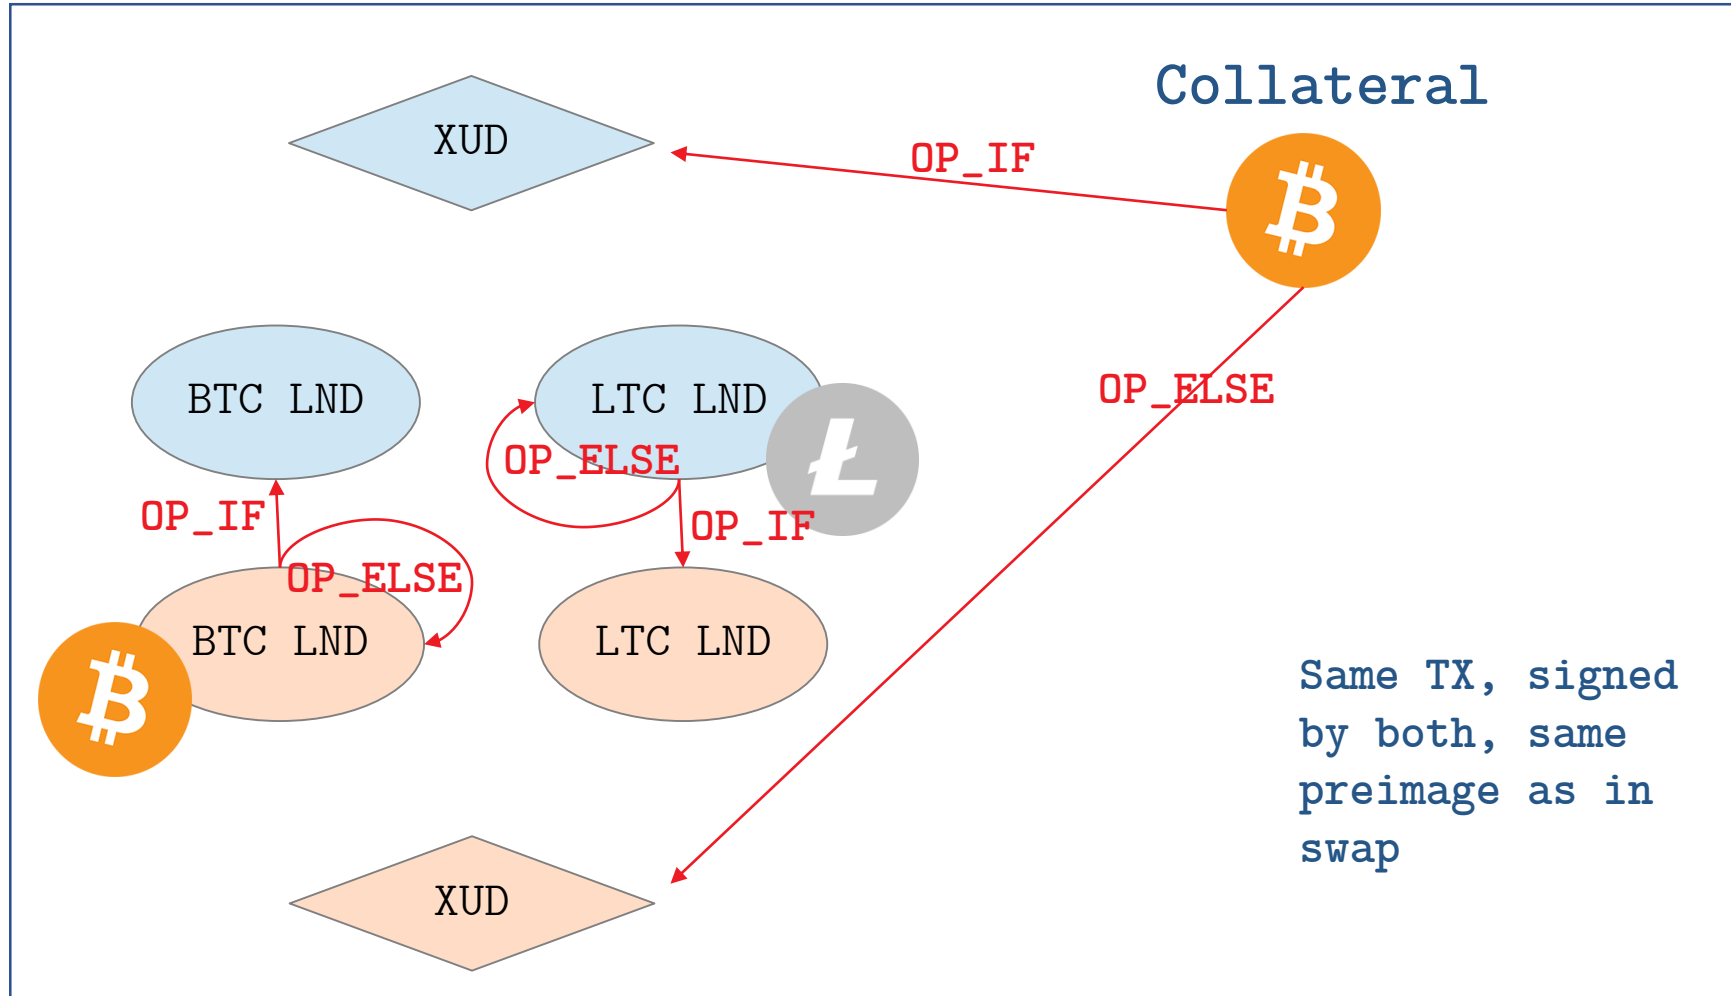 Collateral
XUD
OP_IF
BTC LND
LTC LND
OP_ELSE
OP_ELSE
OP_IF
OP_IF
OP_ELSE
BTC LND
LTC LND
Same TX, signed
by both, same
preimage as in
swap
XUD